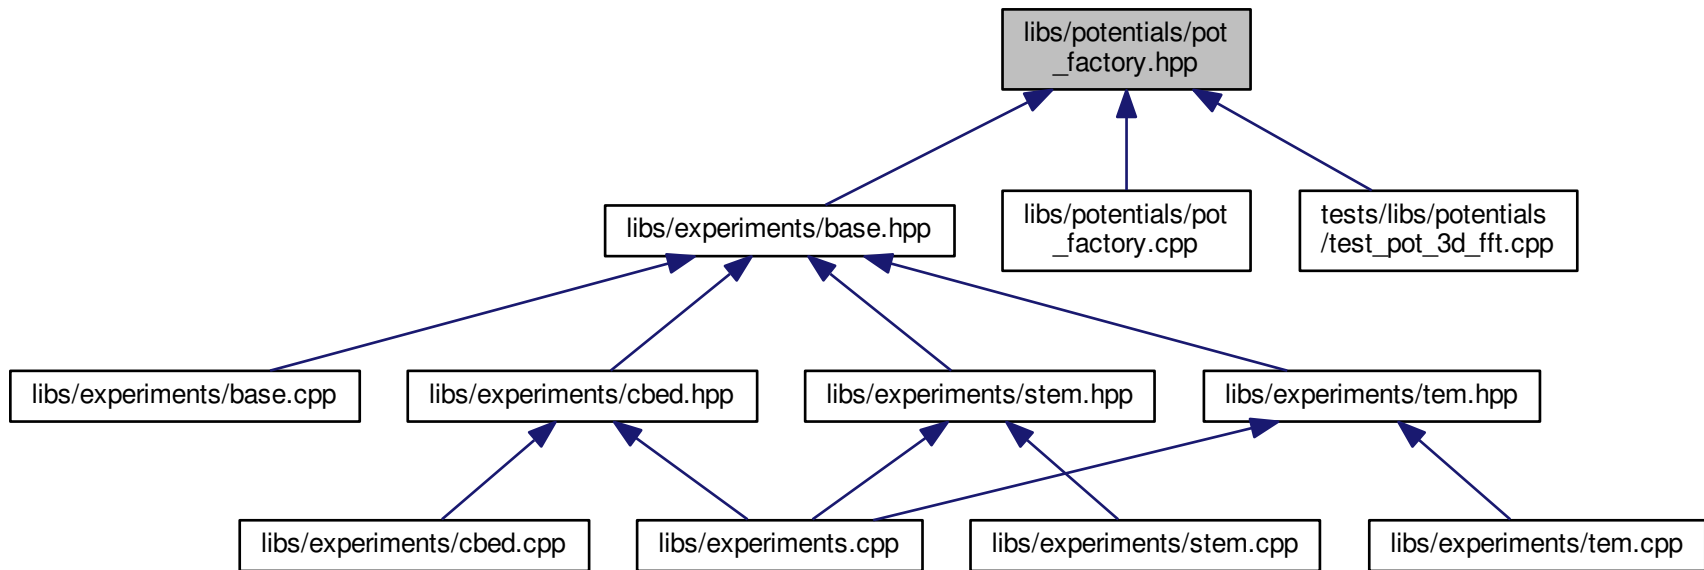 libs/potentials/pot
_factory.hpp
libs/experiments/base.hpp
libs/potentials/pot
_factory.cpp
tests/libs/potentials
/test_pot_3d_fft.cpp
libs/experiments/base.cpp
libs/experiments/cbed.hpp
libs/experiments/stem.hpp
libs/experiments/tem.hpp
libs/experiments/cbed.cpp
libs/experiments.cpp
libs/experiments/stem.cpp
libs/experiments/tem.cpp